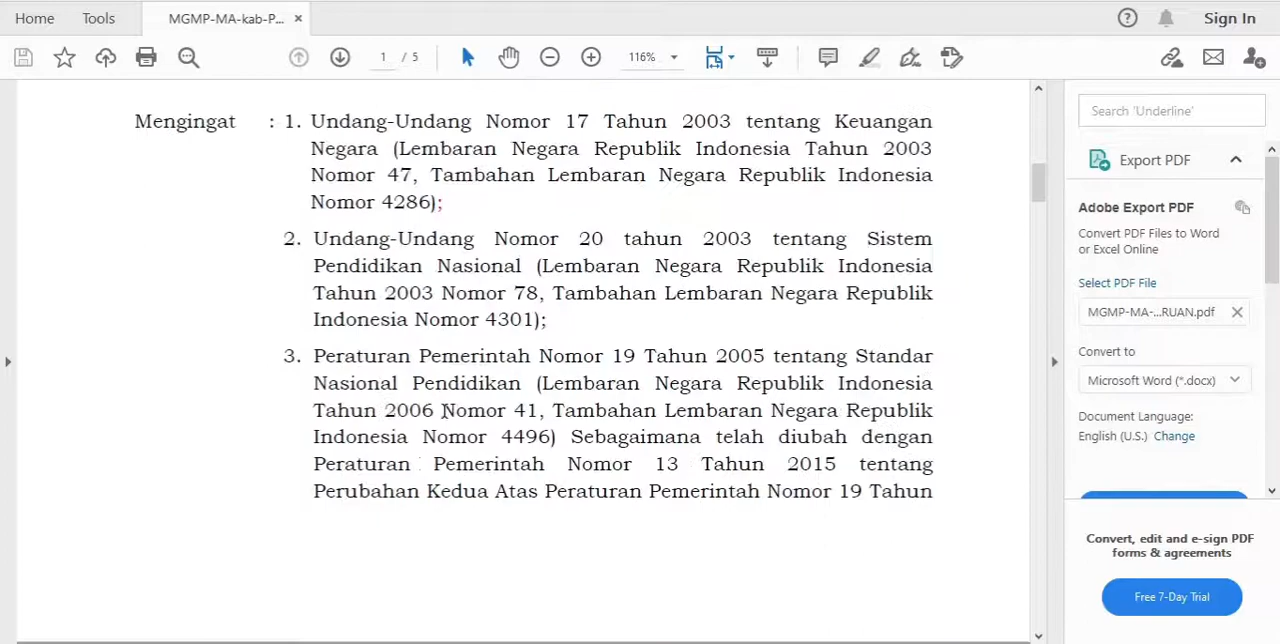 Home Tools MGMP-MA-kab-P... × Sign In
1 / 5 116%
Search 'Underline'
Export PDF
Adobe Export PDF
Convert PDF Files to Word
or Excel Online
Select PDF File
MGMP-MA-...RUAN.pdf
Convert to
Microsoft Word (*.docx)
Document Language:
English (U.S.) Change
Convert, edit and e-sign PDF
forms & agreements
Free 7-Day Trial
Mengingat : 1. Undang-Undang Nomor 17 Tahun 2003 tentang Keuangan
Negara (Lembaran Negara Republik Indonesia Tahun 2003
Nomor 47, Tambahan Lembaran Negara Republik Indonesia
Nomor 4286);
2. Undang-Undang Nomor 20 tahun 2003 tentang Sistem
Pendidikan Nasional (Lembaran Negara Republik Indonesia
Tahun 2003 Nomor 78, Tambahan Lembaran Negara Republik
Indonesia Nomor 4301);
3. Peraturan Pemerintah Nomor 19 Tahun 2005 tentang Standar
Nasional Pendidikan (Lembaran Negara Republik Indonesia
Tahun 2006 Nomor 41, Tambahan Lembaran Negara Republik
Indonesia Nomor 4496) Sebagaimana telah diubah dengan
Peraturan Pemerintah Nomor 13 Tahun 2015 tentang
Perubahan Kedua Atas Peraturan Pemerintah Nomor 19 Tahun